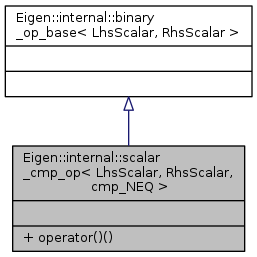 Eigen::internal::binary
_op_base< LhsScalar, RhsScalar >
Eigen::internal::scalar
_cmp_op< LhsScalar, RhsScalar,
cmp_NEQ >
+ operator()()